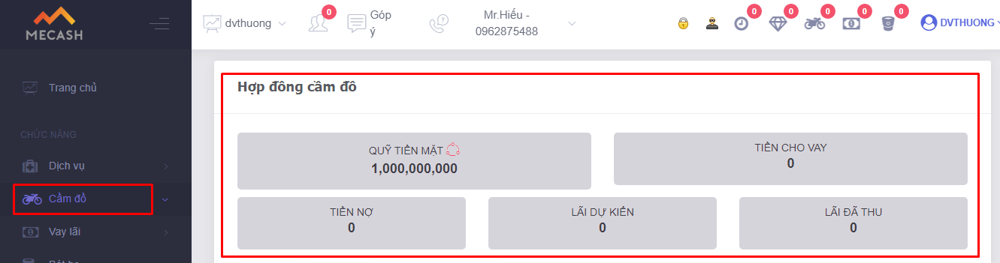 MECASH
dvthuong
0
Góp
ý
Mr.Hiếu -
0962875488
0
0
0
0
0
DVTHUONG
Trang chủ
CHỨC NĂNG
Dịch vụ
Cầm đồ
Vay lãi
Hợp đồng cầm đồ
QUỸ TIỀN MẶT
1,000,000,000
TIỀN CHO VAY
0
TIỀN NỢ
0
LÃI DỰ KIẾN
0
LÃI ĐÃ THU
0